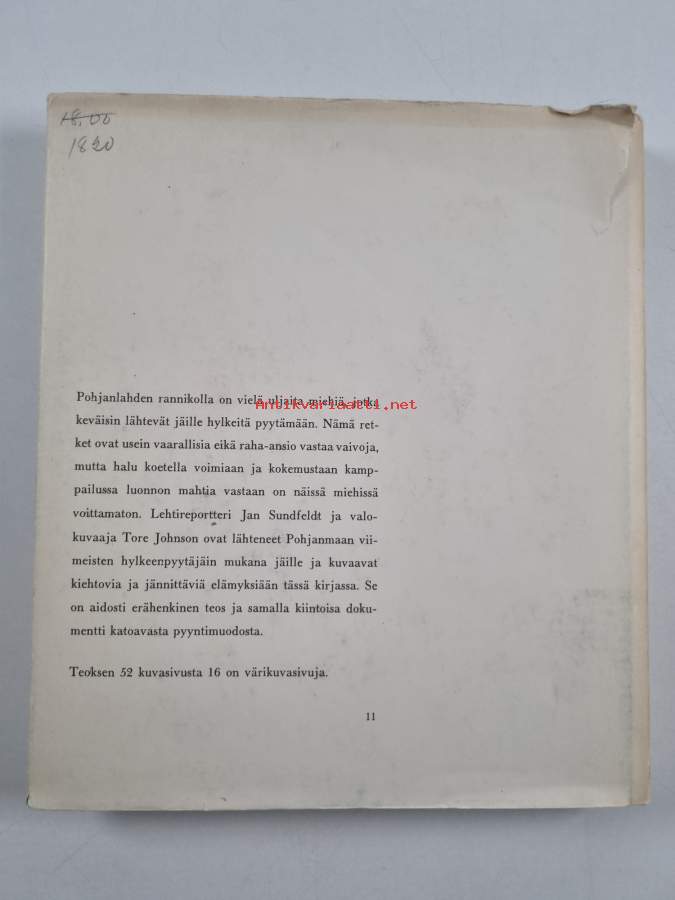 18,00
1820
Pohjanlahden rannikolla on vielä uljaita miehiä, jotka
Antikvariaatti.net
keväisin lähtevät jäille hylkeitä pyytämään. Nämä ret-
ket ovat usein vaarallisia eikä raha-ansio vastaa vaivoja,
mutta halu koetella voimiaan ja kokemustaan kamp-
pailussa luonnon mahtia vastaan on näissä miehissä
voittamaton. Lehtireportteri Jan Sundfeldt ja valo-
kuvaaja Tore Johnson ovat lähteneet Pohjanmaan vii-
meisten hylkeenpyytäjäin mukana jäille ja kuvaavat
kiehtovia ja jännittäviä elämyksiään tässä kirjassa. Se
on aidosti erähenkinen teos ja samalla kiintoisa doku-
mentti katoavasta pyyntimuodosta.
Teoksen 52 kuvasivusta 16 on värikuvasivuja.
11